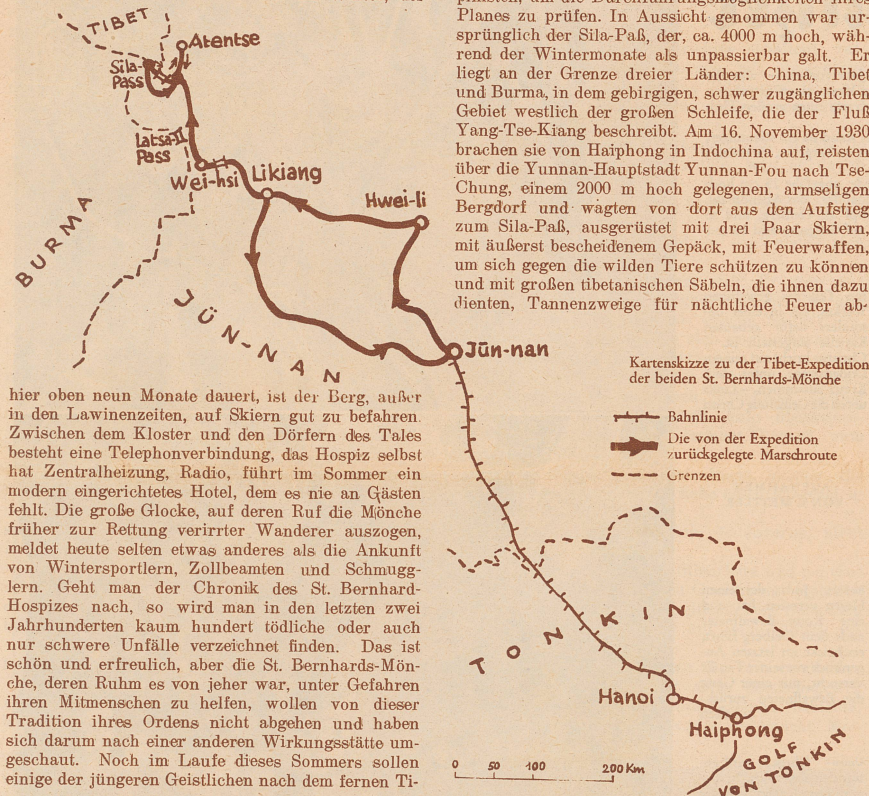 Planes zu prüfen. In Aussicht genommen war ur-
sprünglich der Sila-Paß, der, ca. 4000 m hoch, wäh-
rend der Wintermonate als unpassierbar galt. Er
liegt an der Grenze dreier Länder: China, Tibet
und Burma, in dem gebirgigen, schwer zugänglichen
Gebiet westlich der großen Schleife, die der Fluß
Yang-Tse-Kiang beschreibt. Am 16. November 1930
brachen sie von Haiphong in Indochina auf, reisten
über die Yunnan-Hauptstadt Yunnan-Fou nach Tse-
Chung, einem 2000 m hoch gelegenen, armseligen
Bergdorf und wagten von dort aus den Aufstieg
zum Sila-Paß, ausgerüstet mit drei Paar Skiern,
mit äußerst bescheidenem Gepäck, mit Feuerwaffen,
um sich gegen die wilden Tiere schützen zu können
und mit großen tibetanischen Säbeln, die ihnen dazu
dienten, Tannenzweige für nächtliche Feuer ab-
TIBET
Atentse
Sila-
Pass
Latsa-
Pass
Wei-hsi
Likiang
Hwei-li
BURMA
JÜN-NAN
Jün-nan
Kartenskizze zu der Tibet-Expedition
der beiden St. Bernhards-Mönche
Bahnlinie
Die von der Expedition
zurückgelegte Marschroute
Grenzen
TONKIN
Hanoi
Haiphong
GOLF
VON TONKIN
0 50 100 200 Km
hier oben neun Monate dauert, ist der Berg, außer
in den Lawinenzeiten, auf Skiern gut zu befahren.
Zwischen dem Kloster und den Dörfern des Tales
besteht eine Telephonverbindung, das Hospiz selbst
hat Zentralheizung, Radio, führt im Sommer ein
modern eingerichtetes Hotel, dem es nie an Gästen
fehlt. Die große Glocke, auf deren Ruf die Mönche
früher zur Rettung verirrter Wanderer auszogen,
meldet heute selten etwas anderes als die Ankunft
von Wintersportlern, Zollbeamten und Schmugg-
lern. Geht man der Chronik des St. Bernhard-
Hospizes nach, so wird man in den letzten zwei
Jahrhunderten kaum hundert tödliche oder auch
nur schwere Unfälle verzeichnet finden. Das ist
schön und erfreulich, aber die St. Bernhards-Mön-
che, deren Ruhm es von jeher war, unter Gefahren
ihren Mitmenschen zu helfen, wollen von dieser
Tradition ihres Ordens nicht abgehen und haben
sich darum nach einer anderen Wirkungsstätte um-
geschaut. Noch im Laufe dieses Sommers sollen
einige der jüngeren Geistlichen nach dem fernen Ti-